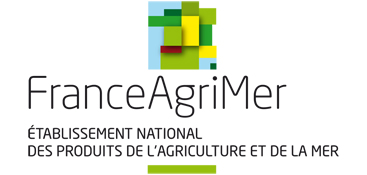 FranceAgriMer
ÉTABLISSEMENT NATIONAL
DES PRODUITS DE L'AGRICULTURE ET DE LA MER